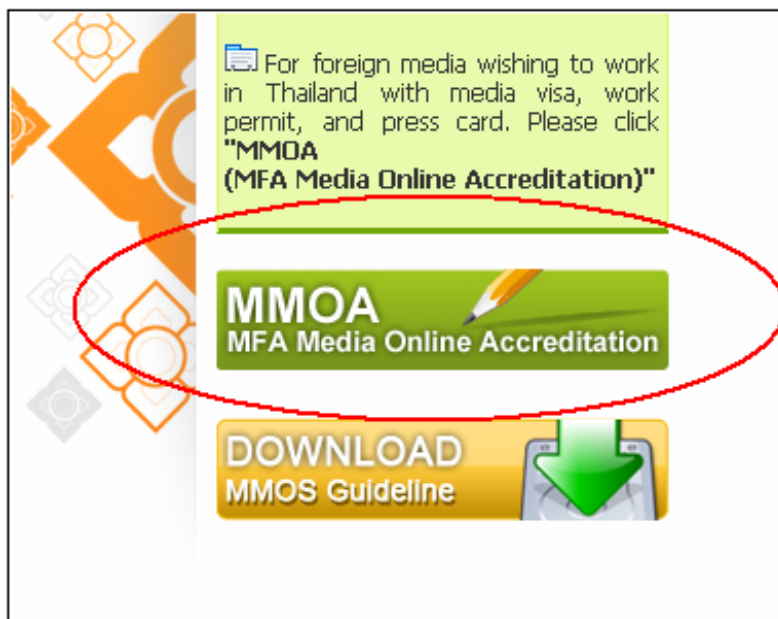 For foreign media wishing to work
in Thailand with media visa, work
permit, and press card. Please click
"MMOA
(MFA Media Online Accreditation)"
MMOA
MFA Media Online Accreditation
DOWNLOAD
MMOS Guideline